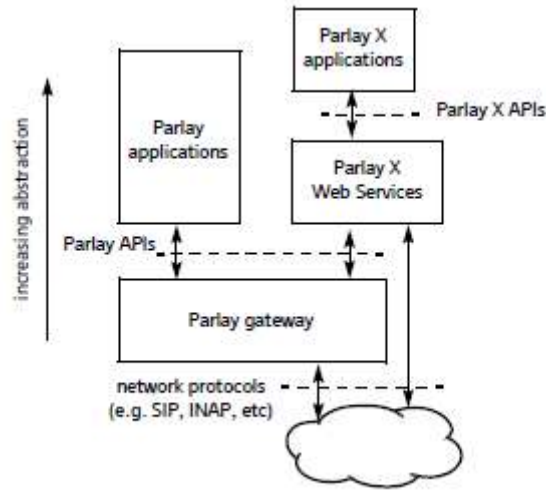 Parlay X
applications
Parlay X APIs
Parlay
applications
Parlay X
Web Services
Parlay APIs
increasing abstraction
Parlay gateway
network protocols
(e.g. SIP, INAP, etc)